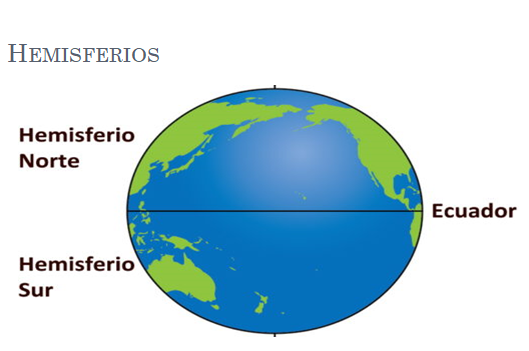 HEMISFERIOS
Hemisferio
Norte
Ecuador
Hemisferio
Sur